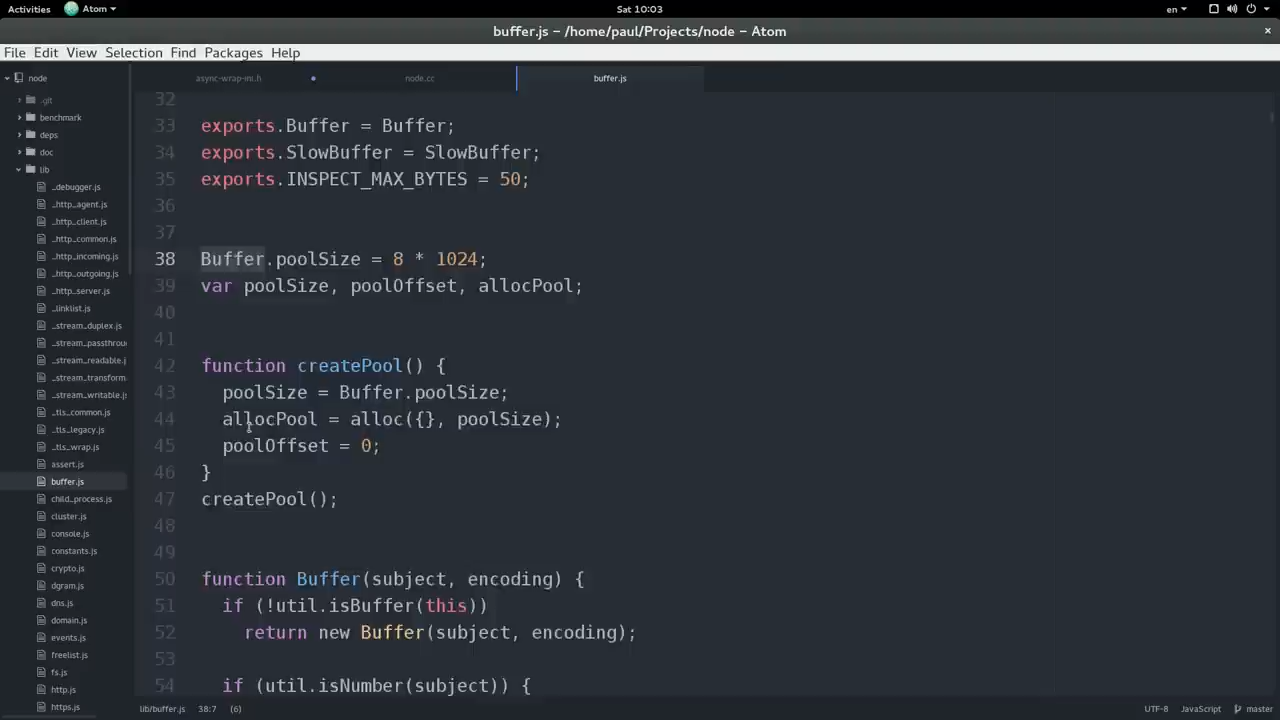 Activities Atom Sat 10:03 en
buffer.js - /home/paul/Projects/node - Atom ×
File Edit View Selection Find Packages Help
node
.git
benchmark
deps
doc
lib
_debugger.js
_http_agent.js
_http_client.js
_http_common.js
_http_incoming.js
_http_outgoing.js
_http_server.js
_linklist.js
_stream_duplex.js
_stream_passthrou
_stream_readable.j
_stream_transform
_stream_writable.j
_tls_common.js
_tls_legacy.js
_tls_wrap.js
assert.js
buffer.js
child_process.js
cluster.js
console.js
constants.js
crypto.js
dgram.js
dns.js
domain.js
events.js
freelist.js
fs.js
http.js
https.js
async-wrap-inl.h node.cc buffer.js
32
33 exports.Buffer = Buffer;
34 exports.SlowBuffer = SlowBuffer;
35 exports.INSPECT_MAX_BYTES = 50;
36
37
38 Buffer.poolSize = 8 * 1024;
39 var poolSize, poolOffset, allocPool;
40
41
42 function createPool() {
43 poolSize = Buffer.poolSize;
44 allocPool = alloc({}, poolSize);
45 poolOffset = 0;
46 }
47 createPool();
48
49
50 function Buffer(subject, encoding) {
51 if (!util.isBuffer(this))
52 return new Buffer(subject, encoding);
53
54 if (util.isNumber(subject)) {
lib/buffer.js 38:7 (6) UTF-8 JavaScript master